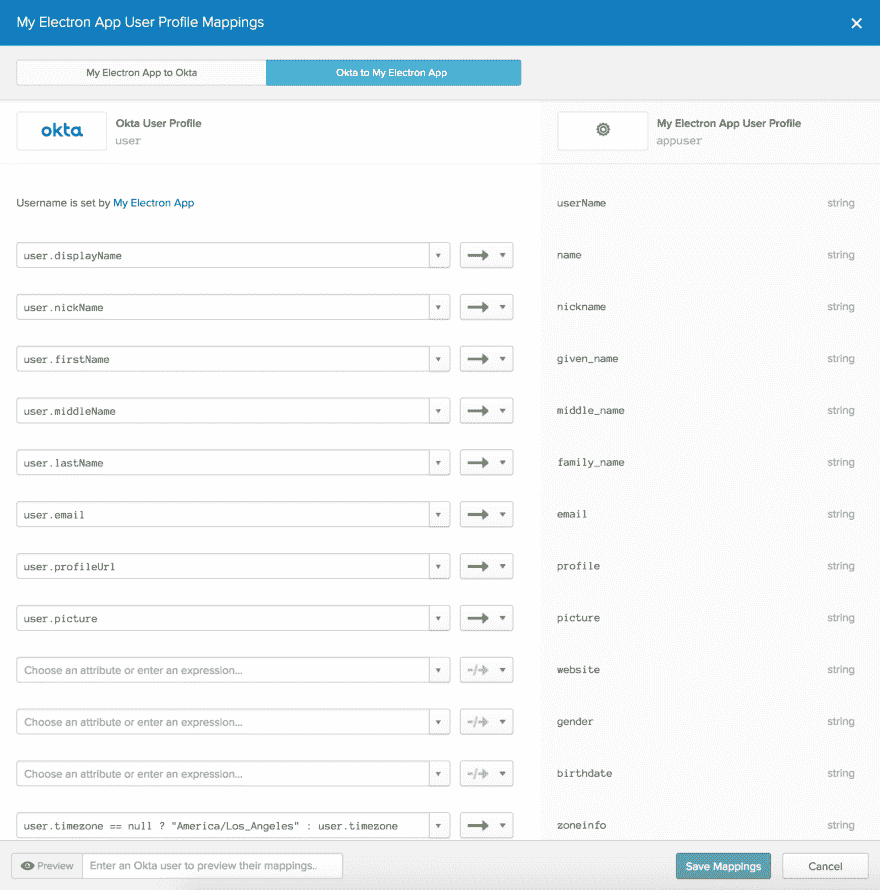 My Electron App User Profile Mappings
My Electron App to Okta
Okta to My Electron App
okta
Okta User Profile
user
My Electron App User Profile
appuser
Username is set by My Electron App
userName string
user.displayName name string
user.nickName nickname string
user.firstName given_name string
user.middleName middle_name string
user.lastName family_name string
user.email email string
user.profileUrl profile string
user.picture picture string
Choose an attribute or enter an expression... website string
Choose an attribute or enter an expression... gender string
Choose an attribute or enter an expression... birthdate string
user.timezone == null ? "America/Los_Angeles" : user.timezone zoneinfo string
Preview Enter an Okta user to preview their mappings.. Save Mappings Cancel